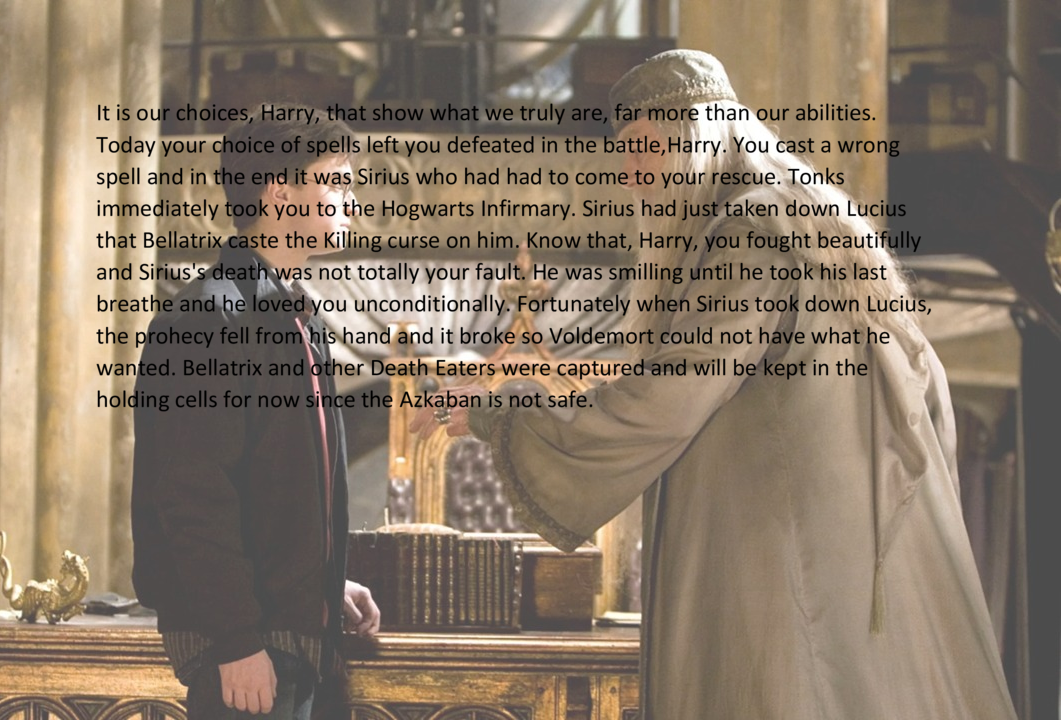 It is our choices, Harry, that show what we truly are, far more than our abilities.
Today your choice of spells left you defeated in the battle,Harry. You cast a wrong
spell and in the end it was Sirius who had had to come to your rescue. Tonks
immediately took you to the Hogwarts Infirmary. Sirius had just taken down Lucius
that Bellatrix caste the Killing curse on him. Know that, Harry, you fought beautifully
and Sirius's death was not totally your fault. He was smilling until he took his last
breathe and he loved you unconditionally. Fortunately when Sirius took down Lucius,
the prohecy fell from his hand and it broke so Voldemort could not have what he
wanted. Bellatrix and other Death Eaters were captured and will be kept in the
holding cells for now since the Azkaban is not safe.